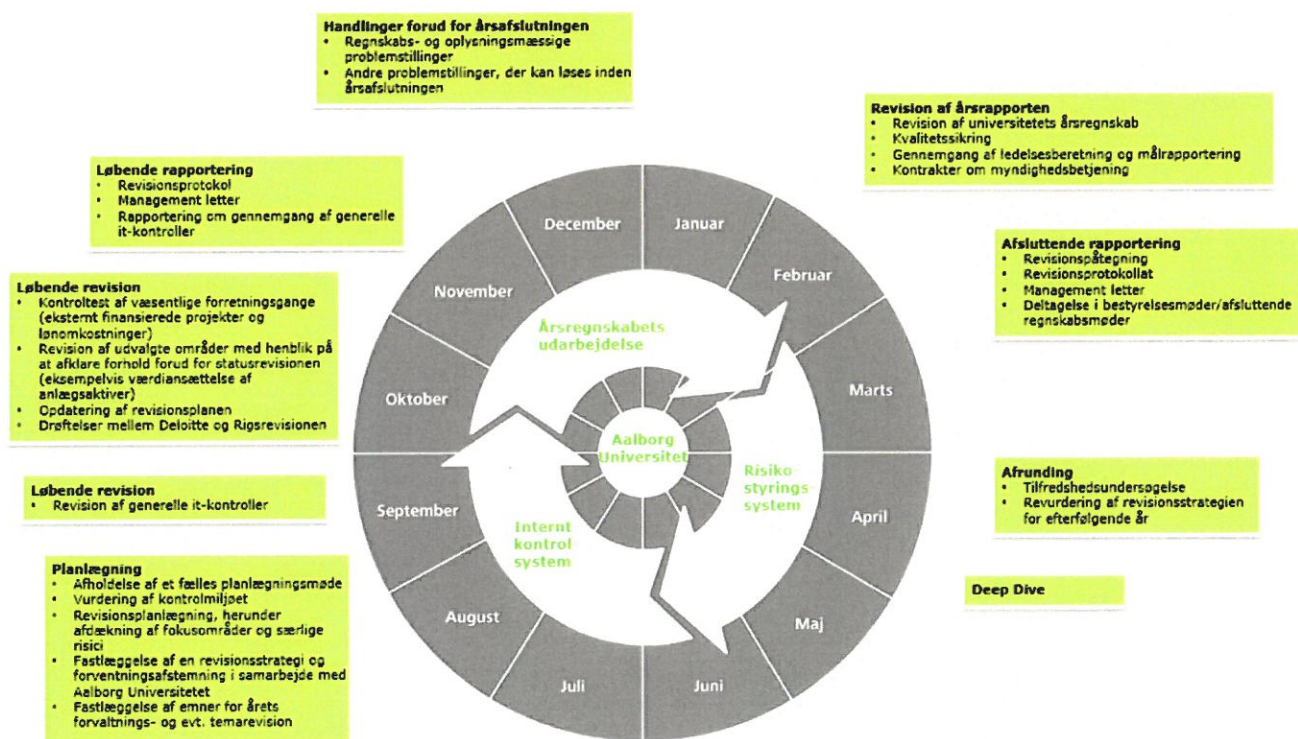 Handlinger forud for årsafslutningen
• Regnskabs- og oplysningsmæssige
problemstillinger
• Andre problemstillinger, der kan løses inden
årsafslutningen
Revision af årsrapporten
• Revision af universitetets årsregnskab
• Kvalitetssikring
• Gennemgang af ledelsesberetning og målrapportering
• Kontrakter om myndighedsbetjening
Løbende rapportering
• Revisionsprotokol
• Management letter
• Rapportering om gennemgang af generelle
it-kontroller
Afsluttende rapportering
• Revisionspåtegning
• Revisionsprotokollat
• Management letter
• Deltagelse i bestyrelsesmøder/afsluttende
regnskabsmøder
Løbende revision
• Kontroltest af væsentlige forretningsgange
(eksternt finansierede projekter og
lønomkostninger)
• Revision af udvalgte områder med henblik på
at afklare forhold forud for statusrevisionen
(eksempelvis værdiansættelse af
anlægsaktiver)
• Opdatering af revisionsplanen
• Drøftelser mellem Deloitte og Rigsrevisionen
Løbende revision
• Revision af generelle it-kontroller
Afrunding
• Tilfredshedsundersøgelse
• Revurdering af revisionsstrategien
for efterfølgende år
Planlægning
• Afholdelse af et fælles planlægningsmøde
• Vurdering af kontrolmiljøet
• Revisionsplanlægning, herunder
afdækning af fokusområder og særlige
risici
• Fastlæggelse af en revisionsstrategi og
forventningsafstemning i samarbejde med
Aalborg Universitetet
• Fastlæggelse af emner for årets
forvaltnings- og evt. temarevision
Deep Dive
Januar
Februar
Marts
April
Maj
Juni
Juli
August
September
Oktober
November
December
Årsregnskabets
udarbejdelse
Risiko-
styrings
system
Internt
kontrol
system
Aalborg
Universitet